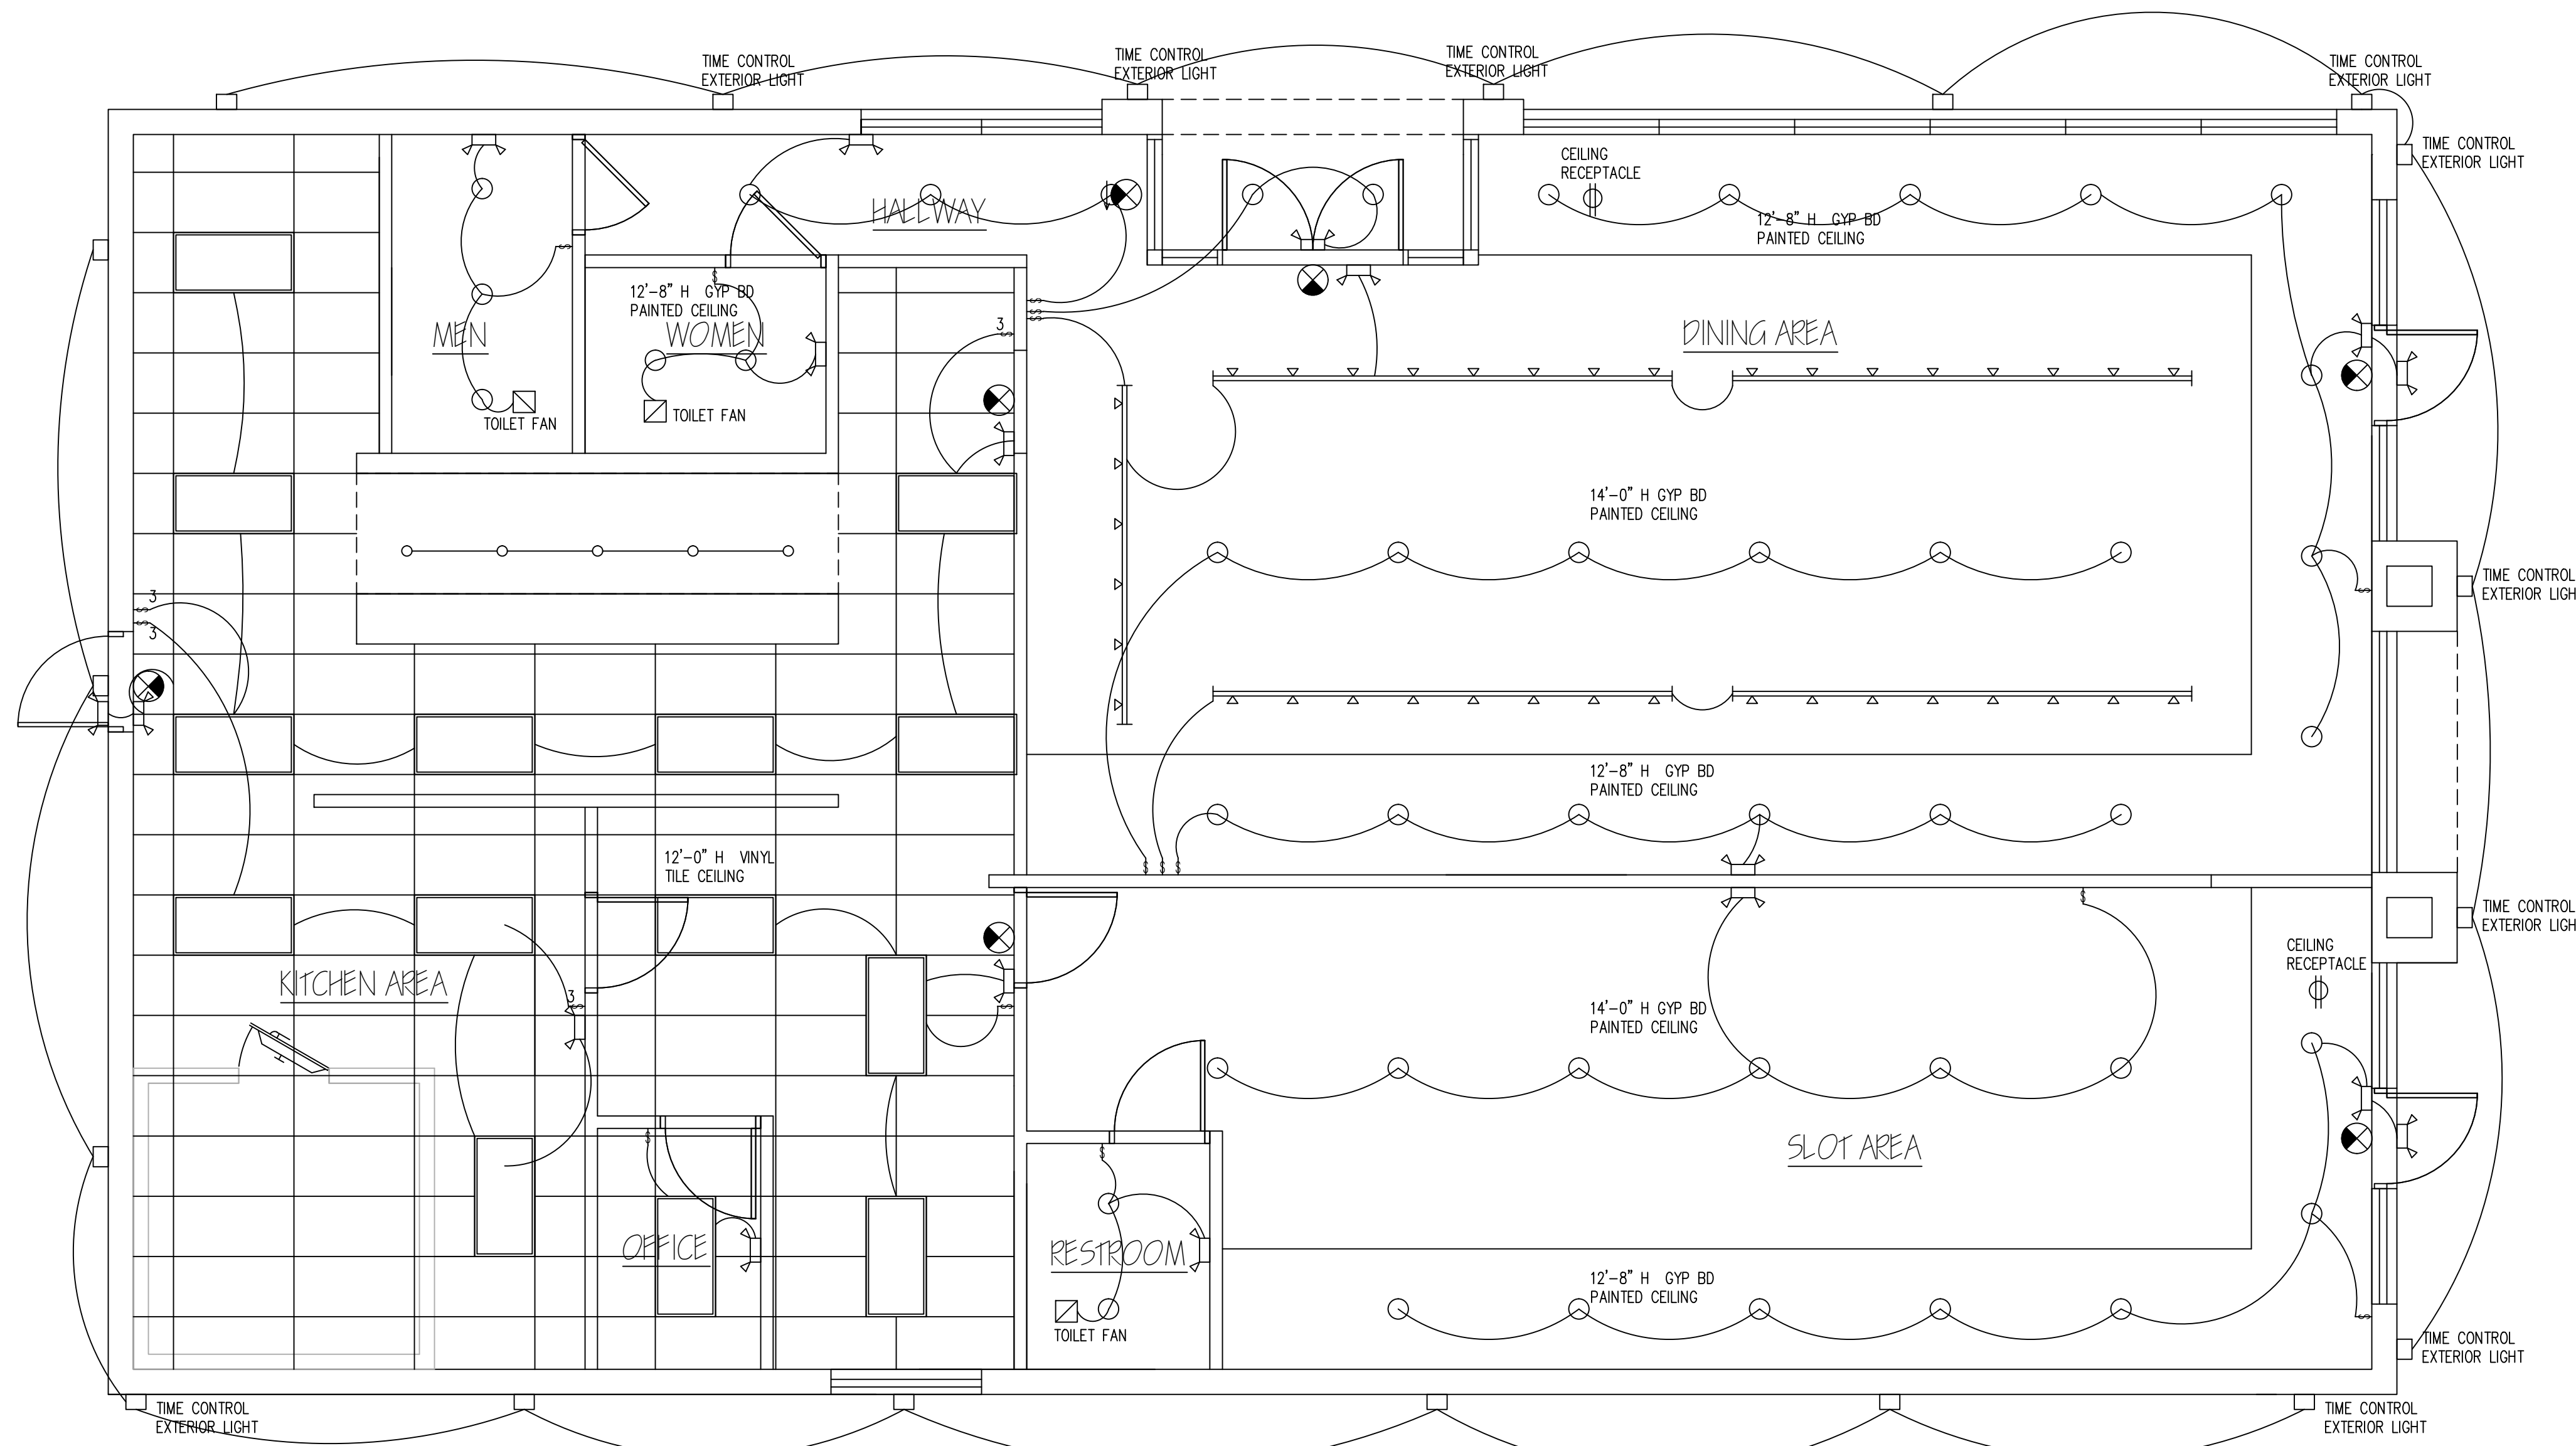 TIME CONTROL
EXTERIOR LIGHT
TIME CONTROL
EXTERIOR LIGHT
TIME CONTROL
EXTERIOR LIGHT
TIME CONTROL
EXTERIOR LIGHT
TIME CONTROL
EXTERIOR LIGHT
CEILING
RECEPTACLE
HALLWAY
12'-8" H GYP BD
PAINTED CEILING
12'-8" H GYP BD
PAINTED CEILING
MEN
WOMEN
3
DINING AREA
TOILET FAN
TOILET FAN
14'-0" H GYP BD
PAINTED CEILING
TIME CONTROL
EXTERIOR LIGH
3
3
12'-8" H GYP BD
PAINTED CEILING
12'-0" H VINYL
TILE CEILING
TIME CONTROL
EXTERIOR LIGH
CEILING
RECEPTACLE
KITCHEN AREA
3
14'-0" H GYP BD
PAINTED CEILING
SLOT AREA
OFFICE
RESTROOM
12'-8" H GYP BD
PAINTED CEILING
TOILET FAN
TIME CONTROL
EXTERIOR LIGHT
TIME CONTROL
EXTERIOR LIGHT
TIME CONTROL
EXTERIOR LIGHT